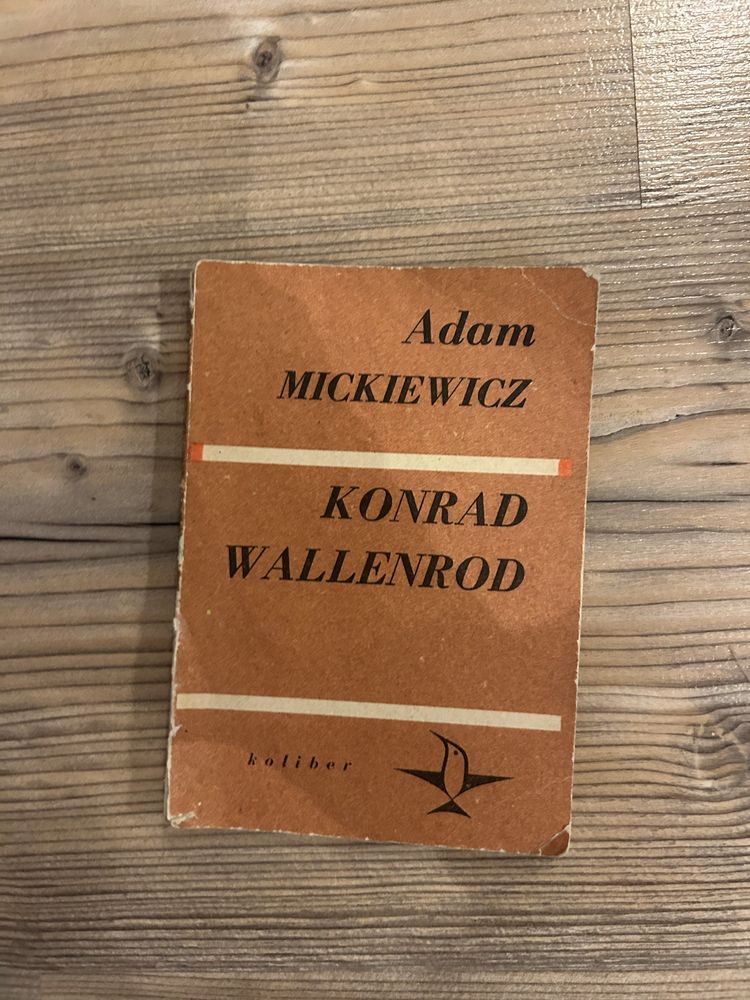 Adam
MICKIEWICZ
KONRAD
WALLENROD
koliber